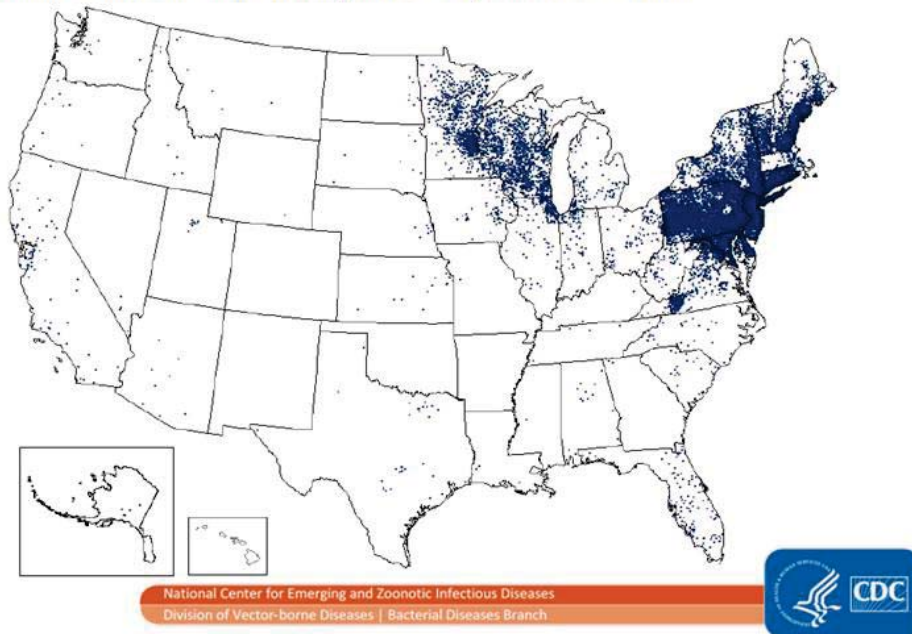 National Center for Emerging and Zoonotic Infectious Diseases
Division of Vector-borne Diseases | Bacterial Diseases Branch
CDC